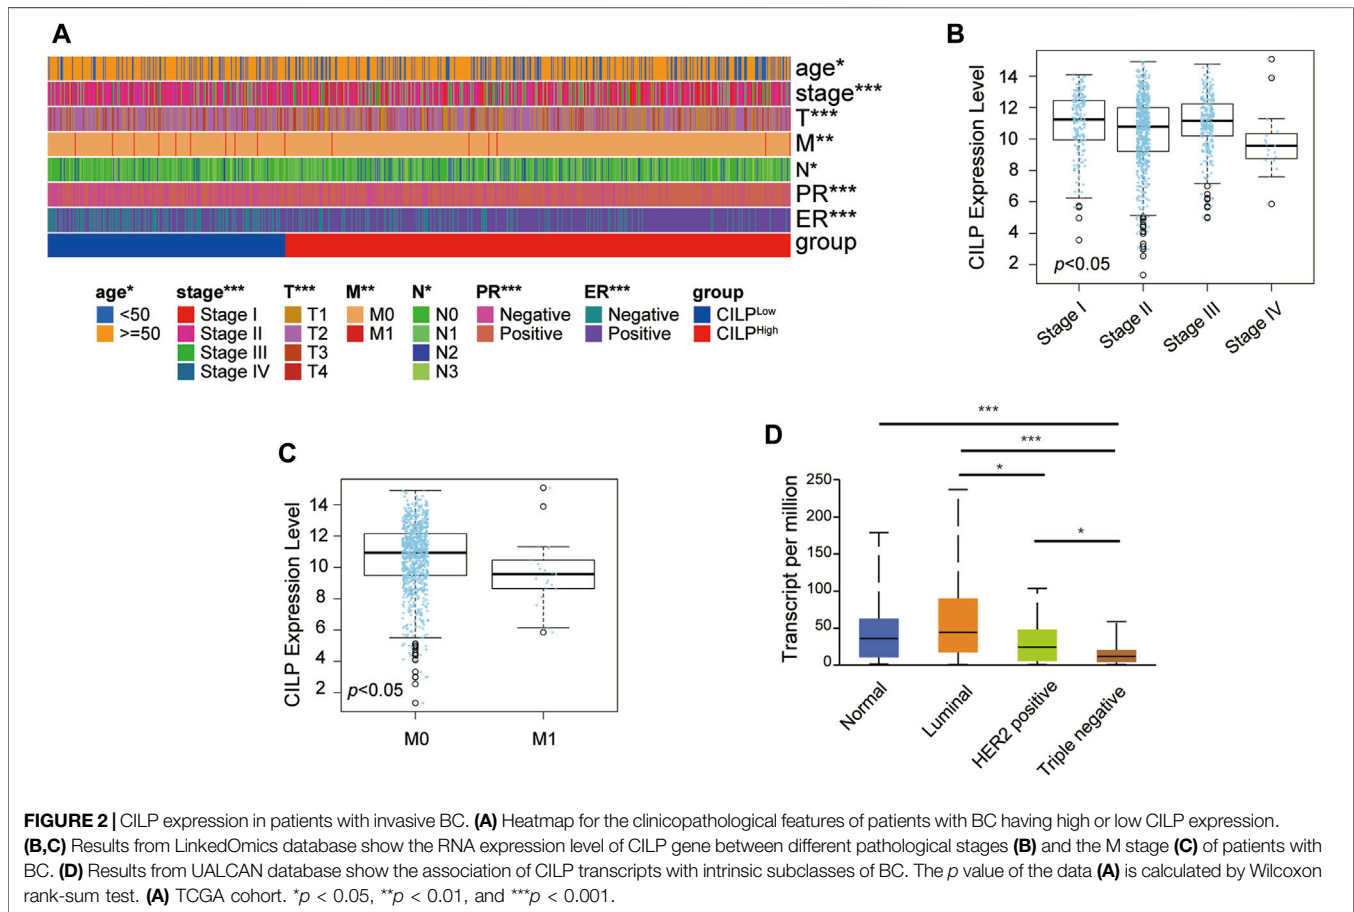 A
age*
stage***
T***
M**
N*
PR***
ER***
group
age*
<50
>=50
stage***
Stage I
Stage II
Stage III
Stage IV
T***
T1
T2
T3
T4
M**
M0
M1
N*
N0
N1
N2
N3
PR***
Negative
Positive
ER***
Negative
Positive
group
CILPLow
CILPHigh
B
CILP Expression Level
14
12
10
8
6
4
2
p<0.05
Stage I
Stage II
Stage III
Stage IV
C
CILP Expression Level
14
12
10
8
6
4
2
p<0.05
M0
M1
D
***
***
*
*
Transcript per million
250
200
150
100
50
0
Normal
Luminal
HER2 positive
Triple negative
FIGURE 2 | CILP expression in patients with invasive BC. (A) Heatmap for the clinicopathological features of patients with BC having high or low CILP expression.
(B,C) Results from LinkedOmics database show the RNA expression level of CILP gene between different pathological stages (B) and the M stage (C) of patients with
BC. (D) Results from UALCAN database show the association of CILP transcripts with intrinsic subclasses of BC. The p value of the data (A) is calculated by Wilcoxon
rank-sum test. (A) TCGA cohort. *p < 0.05, **p < 0.01, and ***p < 0.001.